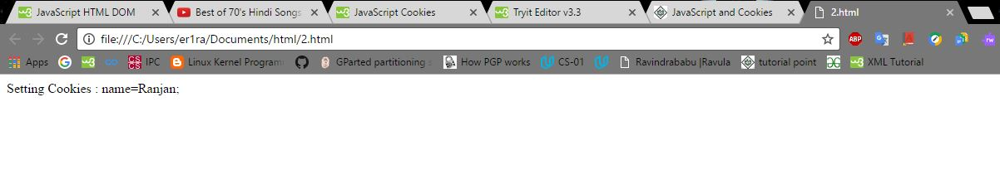 JavaScript HTML DOM
Best of 70's Hindi Songs
JavaScript Cookies
Tryit Editor v3.3
JavaScript and Cookies
2.html
file:///C:/Users/er1ra/Documents/html/2.html
ABP
rw
Apps
IPC
Linux Kernel Program
GParted partitioning s
How PGP works
CS-01
Ravindrababu |Ravula
tutorial point
XML Tutorial
Setting Cookies : name=Ranjan;